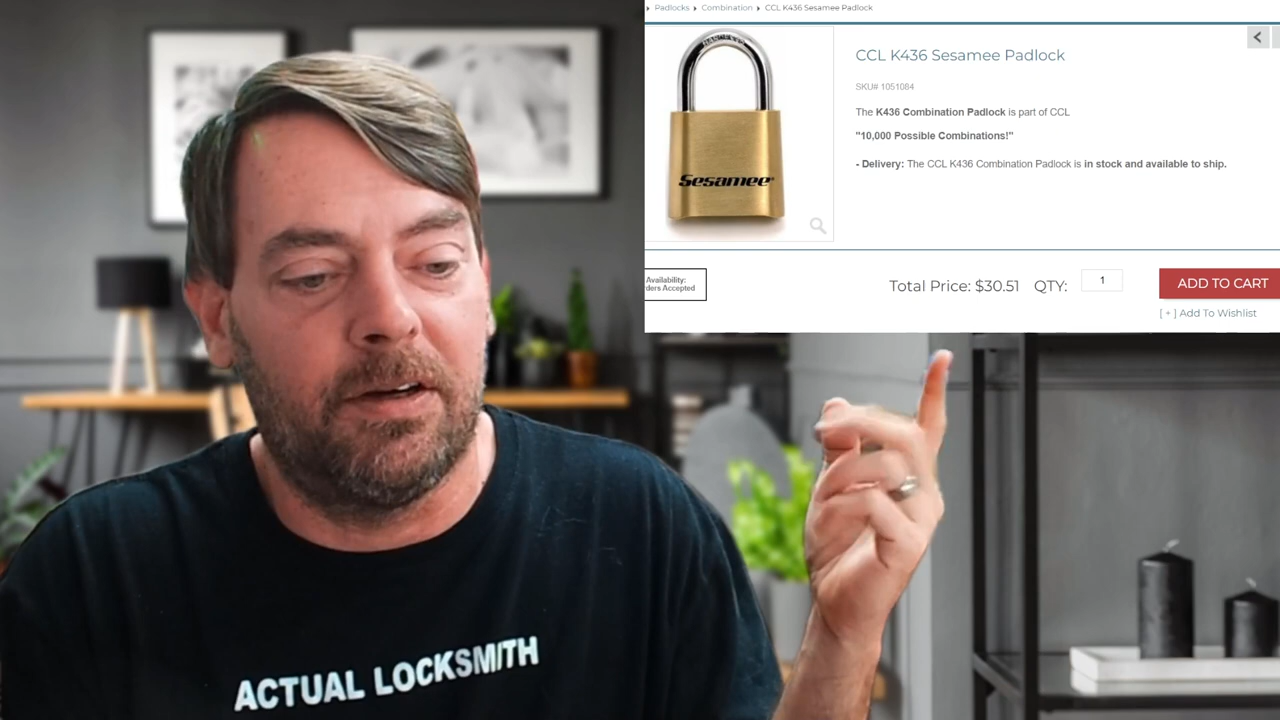 Padlocks Combination CCL K436 Sesamee Padlock
CCL K436 Sesamee Padlock
SKU# 1051084
The K436 Combination Padlock is part of CCL
"10,000 Possible Combinations!"
- Delivery: The CCL K436 Combination Padlock is in stock and available to ship.
Sesamee
Availability:
rders Accepted
Total Price: $30.51 QTY: 1
ADD TO CART
[ + ] Add To Wishlist
ACTUAL LOCKSMITH